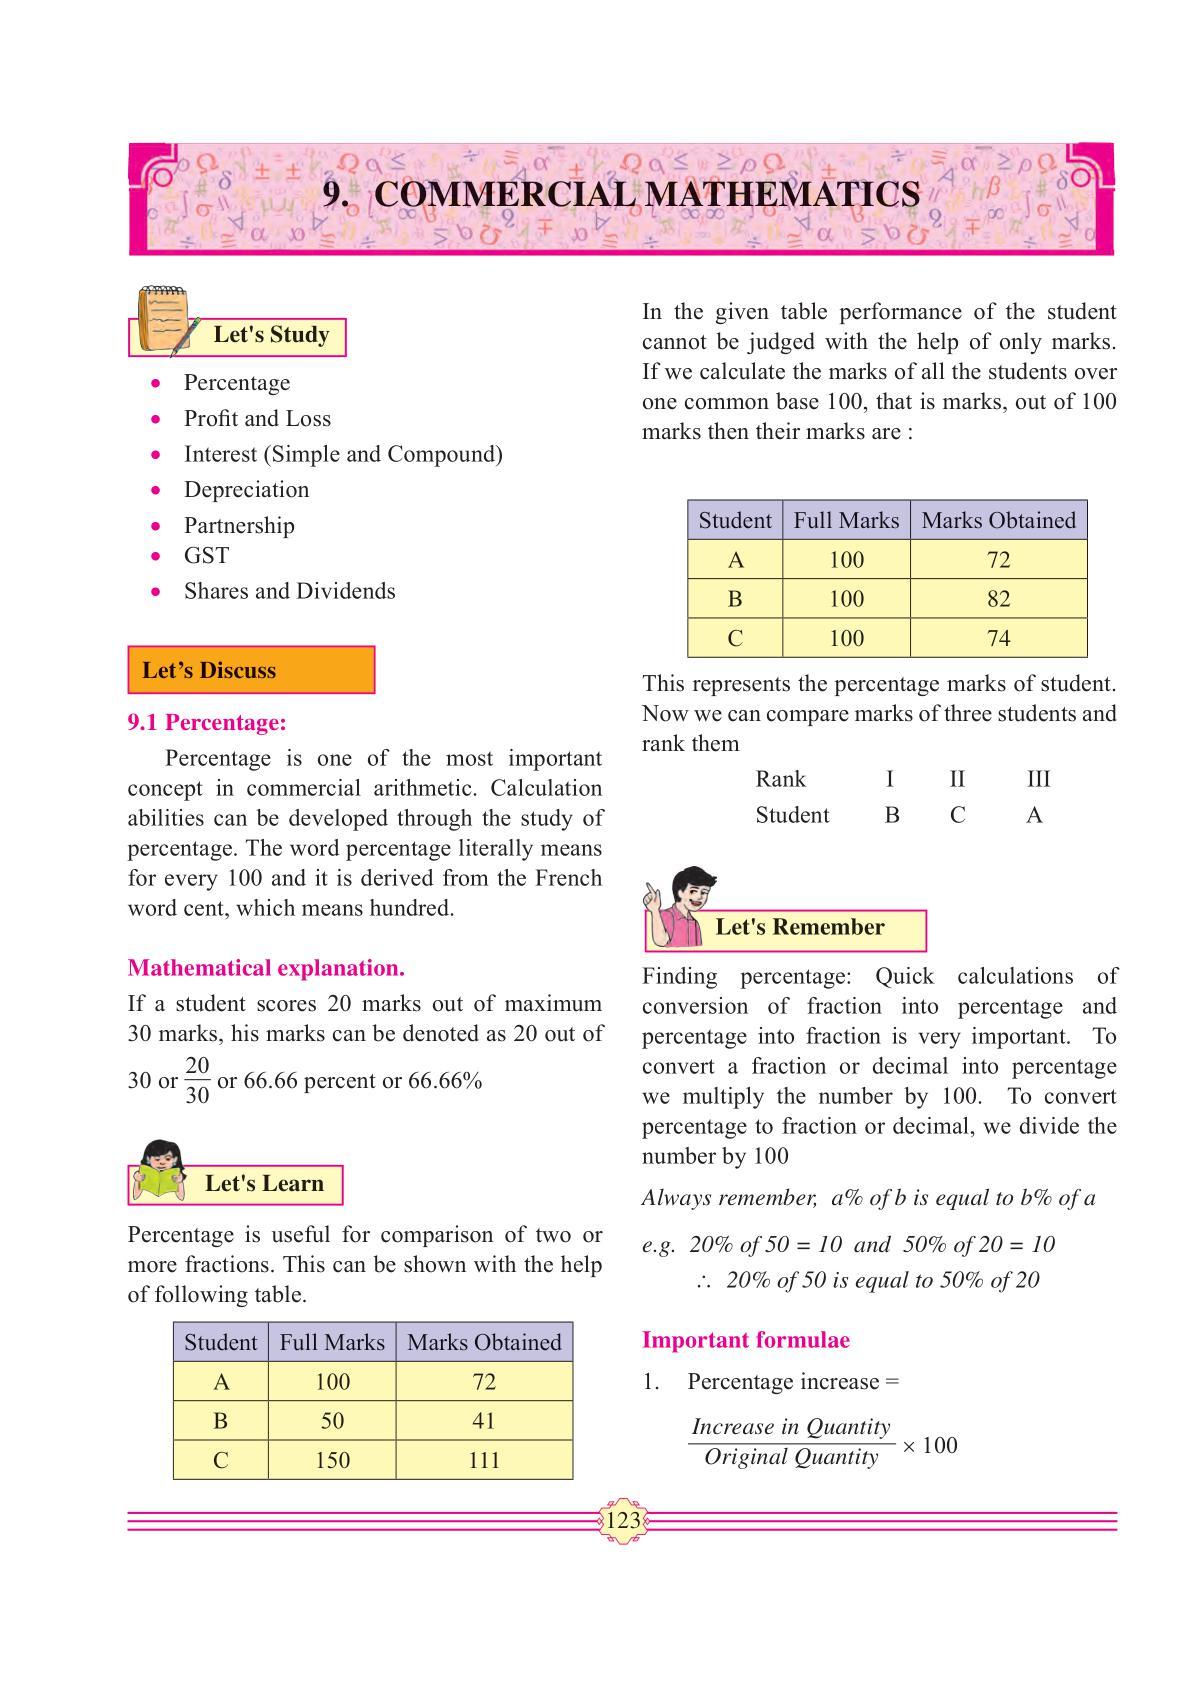 9. COMMERCIAL MATHEMATICS
Let's Study
• Percentage
• Profit and Loss
• Interest (Simple and Compound)
• Depreciation
• Partnership
• GST
• Shares and Dividends
Let’s Discuss
9.1 Percentage:
Percentage is one of the most important
concept in commercial arithmetic. Calculation
abilities can be developed through the study of
percentage. The word percentage literally means
for every 100 and it is derived from the French
word cent, which means hundred.
Mathematical explanation.
If a student scores 20 marks out of maximum
30 marks, his marks can be denoted as 20 out of
30 or 20/30 or 66.66 percent or 66.66%
Let's Learn
Percentage is useful for comparison of two or
more fractions. This can be shown with the help
of following table.
Student Full Marks Marks Obtained
A 100 72
B 50 41
C 150 111
In the given table performance of the student
cannot be judged with the help of only marks.
If we calculate the marks of all the students over
one common base 100, that is marks, out of 100
marks then their marks are :
Student Full Marks Marks Obtained
A 100 72
B 100 82
C 100 74
This represents the percentage marks of student.
Now we can compare marks of three students and
rank them
Rank I II III
Student B C A
Let's Remember
Finding percentage: Quick calculations of
conversion of fraction into percentage and
percentage into fraction is very important. To
convert a fraction or decimal into percentage
we multiply the number by 100. To convert
percentage to fraction or decimal, we divide the
number by 100
Always remember, a% of b is equal to b% of a
e.g. 20% of 50 = 10 and 50% of 20 = 10
∴ 20% of 50 is equal to 50% of 20
Important formulae
1. Percentage increase =
Increase in Quantity
Original Quantity × 100
123